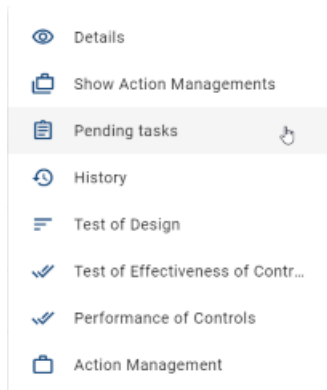 Details
Show Action Managements
Pending tasks
History
Test of Design
Test of Effectiveness of Contr...
Performance of Controls
Action Management